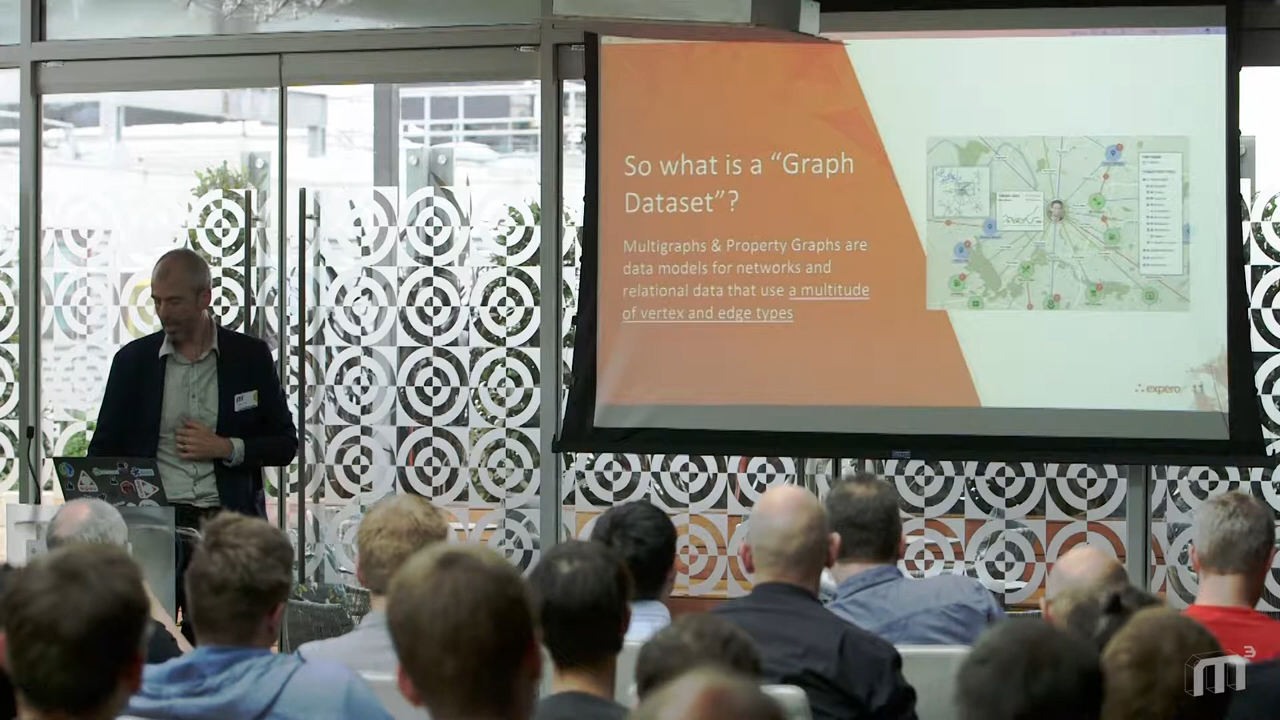 So what is a “Graph
Dataset”?
Multigraphs & Property Graphs are
data models for networks and
relational data that use a multitude
of vertex and edge types
expero 11
m
M3